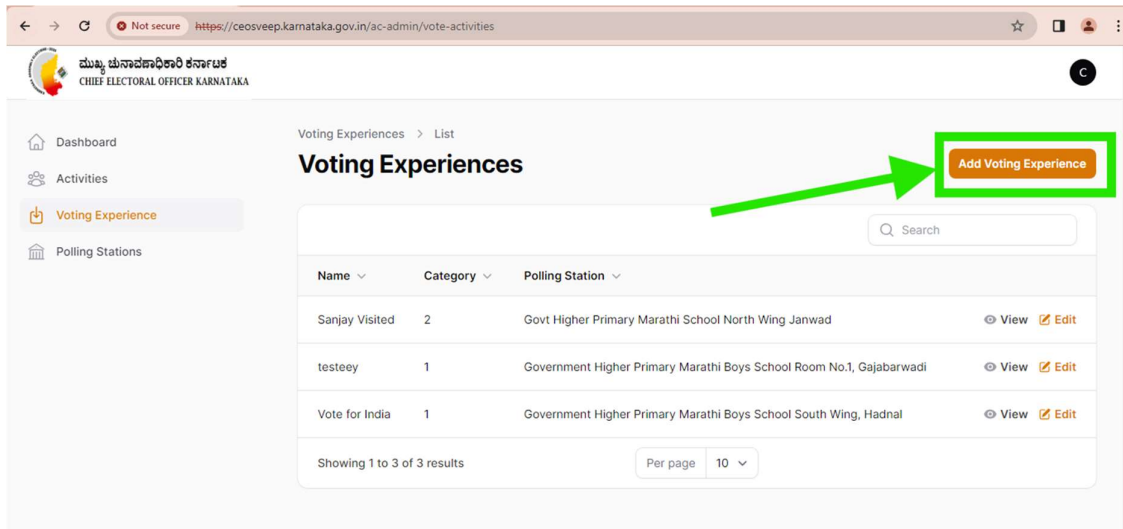 Not secure https://ceosveep.karnataka.gov.in/ac-admin/vote-activities
ಮುಖ್ಯ ಚುನಾವಣಾಧಿಕಾರಿ ಕರ್ನಾಟಕ
CHIEF ELECTORAL OFFICER KARNATAKA
C
Dashboard
Activities
Voting Experience
Polling Stations
Voting Experiences > List
Voting Experiences
Add Voting Experience
Search
Name Category Polling Station
Sanjay Visited 2 Govt Higher Primary Marathi School North Wing Janwad View Edit
testeey 1 Government Higher Primary Marathi Boys School Room No.1, Gajabarwadi View Edit
Vote for India 1 Government Higher Primary Marathi Boys School South Wing, Hadnal View Edit
Showing 1 to 3 of 3 results Per page 10